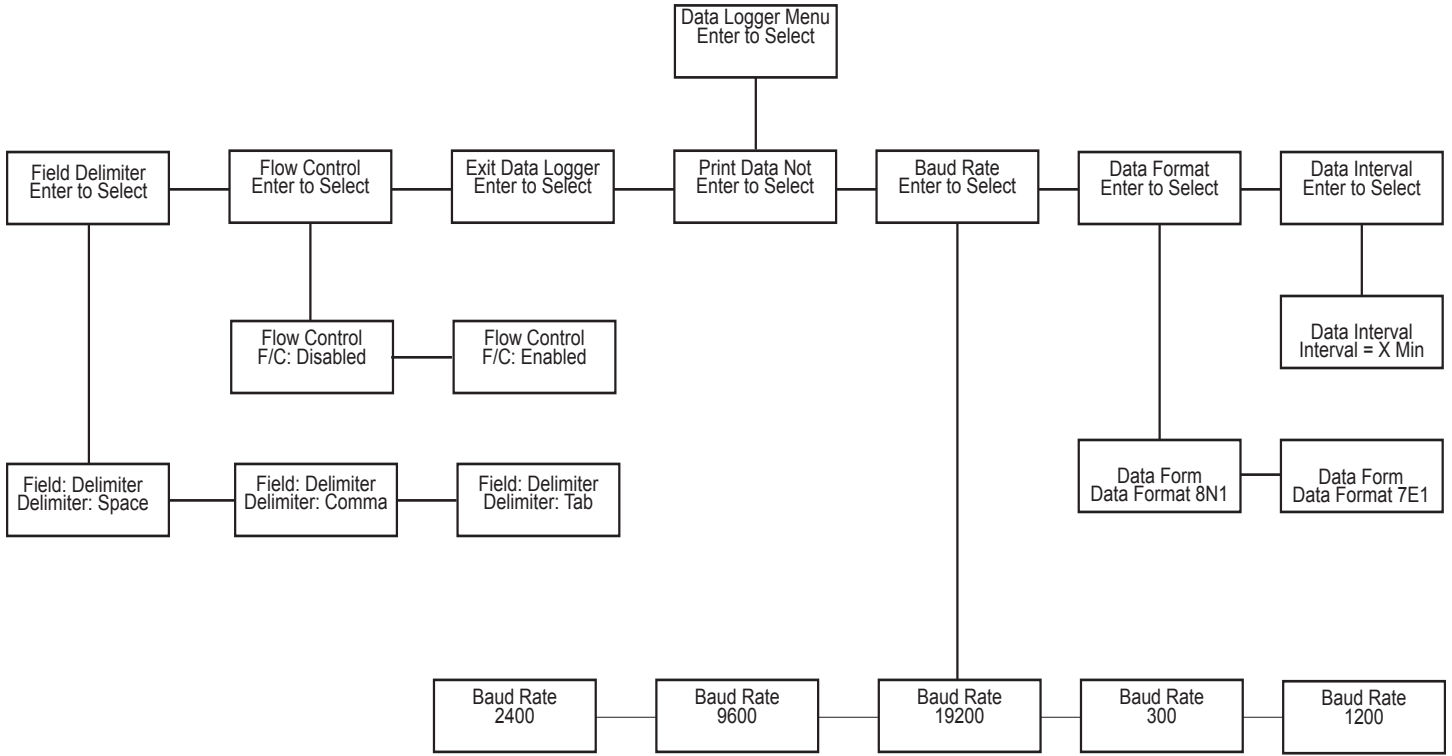 Data Logger Menu
Enter to Select
Field Delimiter
Enter to Select
Flow Control
Enter to Select
Exit Data Logger
Enter to Select
Print Data Not
Enter to Select
Baud Rate
Enter to Select
Data Format
Enter to Select
Data Interval
Enter to Select
Data Interval
Interval = X Min
Flow Control
F/C: Disabled
Flow Control
F/C: Enabled
Field: Delimiter
Delimiter: Space
Field: Delimiter
Delimiter: Comma
Field: Delimiter
Delimiter: Tab
Data Form
Data Format 8N1
Data Form
Data Format 7E1
Baud Rate
2400
Baud Rate
9600
Baud Rate
19200
Baud Rate
300
Baud Rate
1200